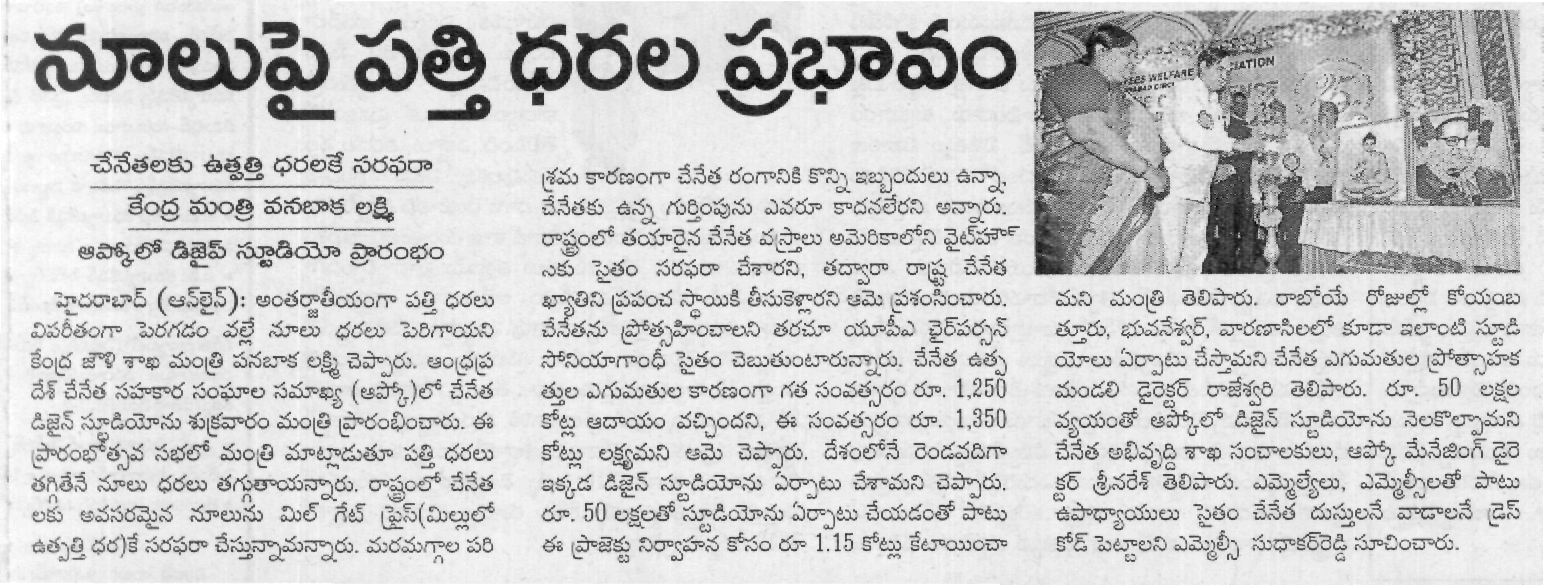 నూలుపై పత్తి ధరల ప్రభావం
చేనేతలకు ఉత్పత్తి ధరలకే సరఫరా
కేంద్ర మంత్రి వనబాక లక్ష్మి
ఆప్కోలో డిజైన్ స్టూడియో ప్రారంభం
హైదరాబాద్ (ఆన్‌లైన్): అంతర్జాతీయంగా పత్తి ధరలు
విపరీతంగా పెరగడం వల్లే నూలు ధరలు పెరిగాయని
కేంద్ర జౌళి శాఖ మంత్రి పనబాక లక్ష్మి చెప్పారు. ఆంధ్రప్ర
దేశ్ చేనేత సహకార సంఘాల సమాఖ్య (ఆప్కో)లో చేనేత
డిజైన్ స్టూడియోను శుక్రవారం మంత్రి ప్రారంభించారు. ఈ
ప్రారంభోత్సవ సభలో మంత్రి మాట్లాడుతూ పత్తి ధరలు
తగ్గితేనే నూలు ధరలు తగ్గుతాయన్నారు. రాష్ట్రంలో చేనేత
లకు అవసరమైన నూలును మిల్ గేట్ ప్రైస్(మిల్లులో
ఉత్పత్తి ధర)కే సరఫరా చేస్తున్నామన్నారు. మరమగ్గాల పరి
శ్రమ కారణంగా చేనేత రంగానికి కొన్ని ఇబ్బందులు ఉన్నా,
చేనేతకు ఉన్న గుర్తింపును ఎవరూ కాదనలేరని అన్నారు.
రాష్ట్రంలో తయారైన చేనేత వస్త్రాలు అమెరికాలోని వైట్‌హౌ
కు సైతం సరఫరా చేశారని, తద్వారా రాష్ట్ర చేనేత
ఖ్యాతిని ప్రపంచ స్థాయికి తీసుకెళ్లారని ఆమె ప్రశంసించారు.
చేనేతను ప్రోత్సహించాలని తరచూ యూపీఎ ఛైర్‌పర్సన్
సోనియాగాంధీ సైతం చెబుతుంటారున్నారు. చేనేత ఉత్ప
త్తుల ఎగుమతుల కారణంగా గత సంవత్సరం రూ. 1,250
కోట్ల ఆదాయం వచ్చిందని, ఈ సంవత్సరం రూ. 1,350
కోట్లు లక్ష్యమని ఆమె చెప్పారు. దేశంలోనే రెండవదిగా
ఇక్కడ డిజైన్ స్టూడియోను ఏర్పాటు చేశామని చెప్పారు.
రూ. 50 లక్షలతో స్టూడియోను ఏర్పాటు చేయడంతో పాటు
ఈ ప్రాజెక్టు నిర్వాహన కోసం రూ 1.15 కోట్లు కేటాయించా
మని మంత్రి తెలిపారు. రాబోయే రోజుల్లో కోయంబ
త్తూరు, భువనేశ్వర్, వారణాసిలలో కూడా ఇలాంటి స్టూడి
యోలు ఏర్పాటు చేస్తామని చేనేత ఎగుమతుల ప్రోత్సాహక
మండలి డైరెక్టర్ రాజేశ్వరి తెలిపారు. రూ. 50 లక్షల
వ్యయంతో ఆప్కోలో డిజైన్ స్టూడియోను నెలకొల్పామని
చేనేత అభివృద్ధి శాఖ సంచాలకులు, ఆప్కో మేనేజింగ్ డైరె
క్టర్ శ్రీనరేశ్ తెలిపారు. ఎమ్మెల్యేలు, ఎమ్మెల్సీలతో పాటు
ఉపాధ్యాయులు సైతం చేనేత దుస్తులనే వాడాలనే డ్రెస్
కోడ్ పెట్టాలని ఎమ్మెల్సీ సుధాకర్‌రెడ్డి సూచించారు.
WELFARE